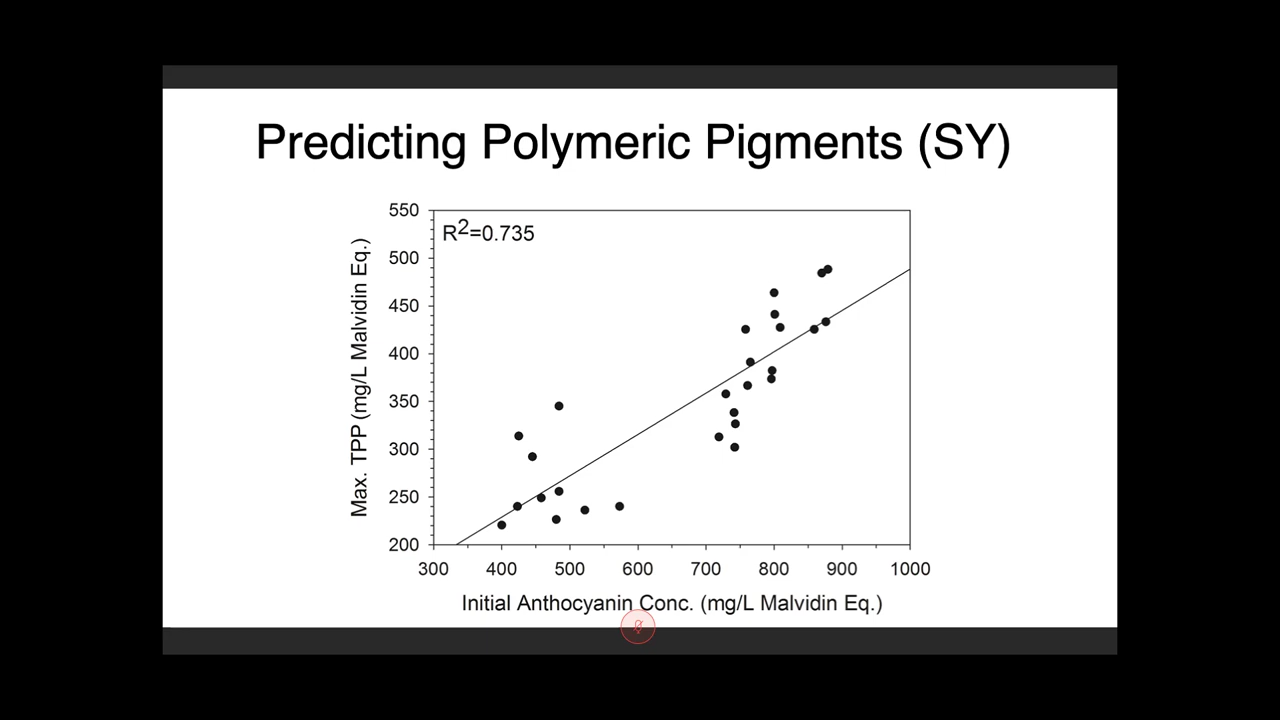 Predicting Polymeric Pigments (SY)
R²=0.735
550
500
450
400
350
300
250
200
Max. TPP (mg/L Malvidin Eq.)
300 400 500 600 700 800 900 1000
Initial Anthocyanin Conc. (mg/L Malvidin Eq.)